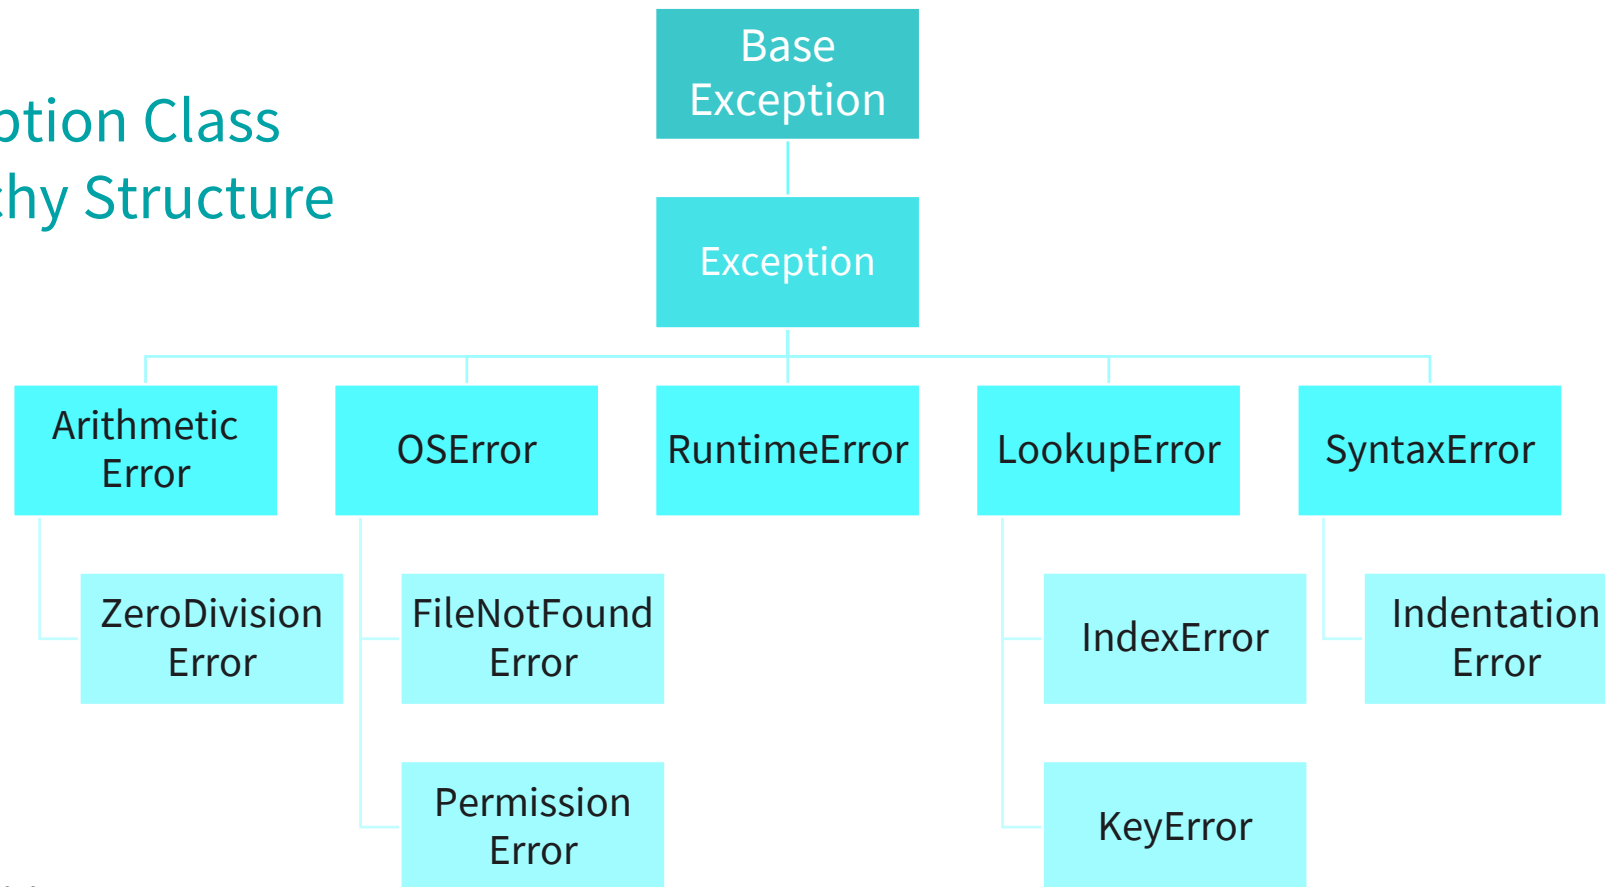 ption Class
chy Structure
Base
Exception
Exception
Arithmetic
Error
OSError
RuntimeError
LookupError
SyntaxError
ZeroDivision
Error
FileNotFound
Error
IndexError
Indentation
Error
Permission
Error
KeyError